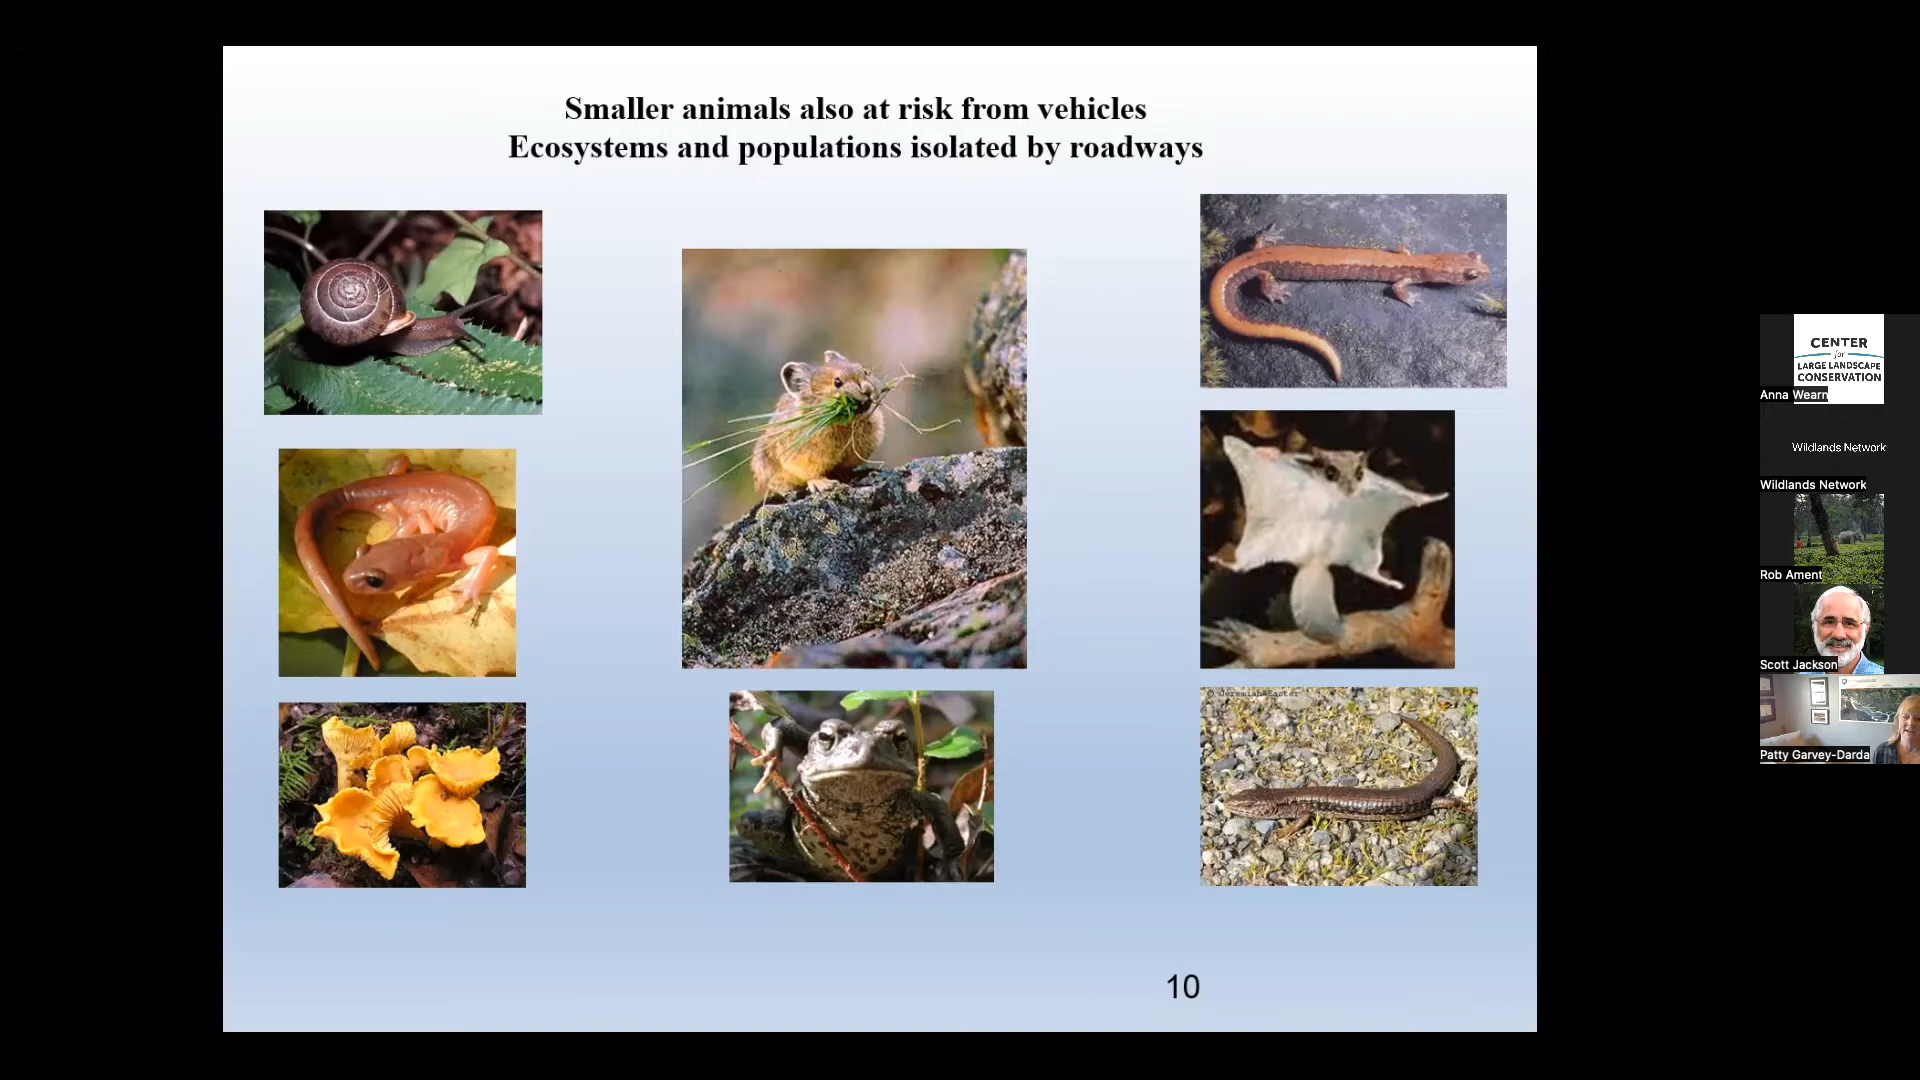 Smaller animals also at risk from vehicles
Ecosystems and populations isolated by roadways
10
CENTER
for
LARGE LANDSCAPE
CONSERVATION
Anna Wearn
Wildlands Network
Wildlands Network
Rob Ament
Scott Jackson
Patty Garvey-Darda